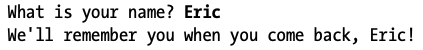 What is your name? Eric
We'll remember you when you come back, Eric!